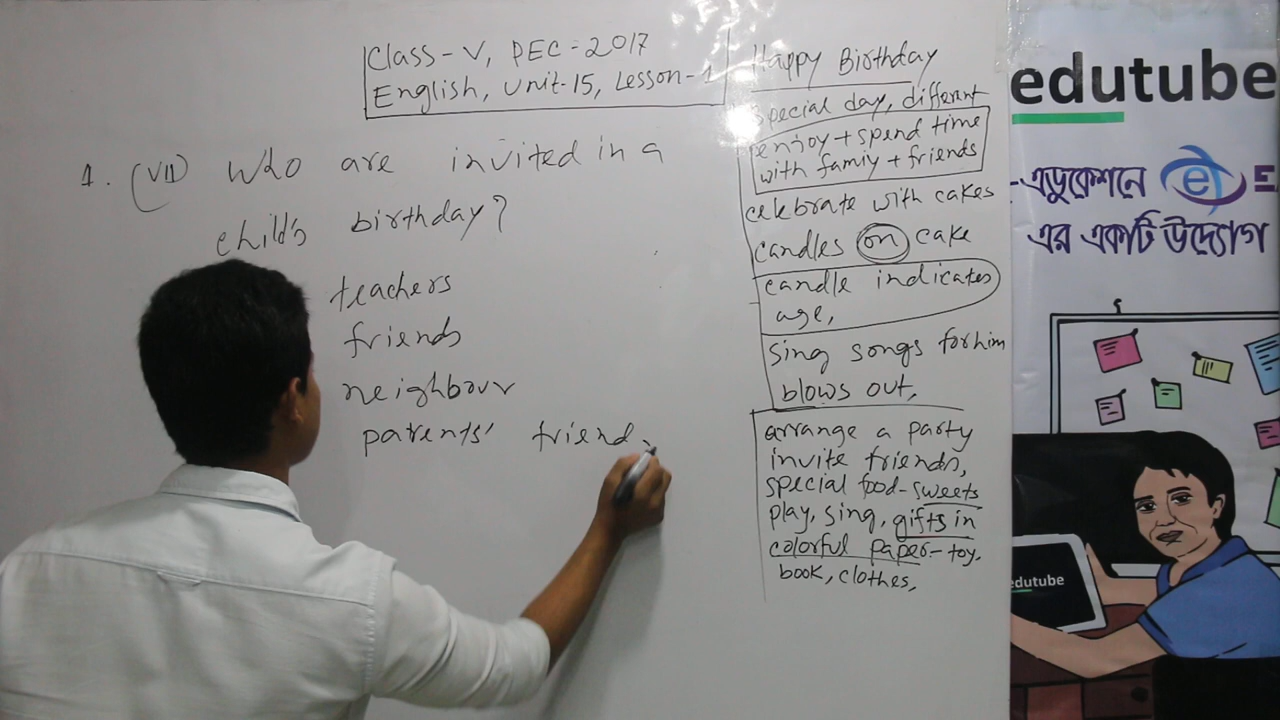 Class-V, PEC-2017
English, Unit-15, Lesson-1
1. (VII) Who are invited in a
child's birthday?
teachers
friends
neighbour
parents' friend
Happy Birthday
special day, different
enjoy + spend time
with famiy + friends
celebrate with cakes
candles on cake
candle indicates
age,
sing songs for him
blows out,
arrange a party
invite friends,
special food-sweets
play, sing, gifts in
colorful paper-toy.
book, clothes,
edutube
-এডুকেশনে e E
এর একটি উদ্যোগ
edutube